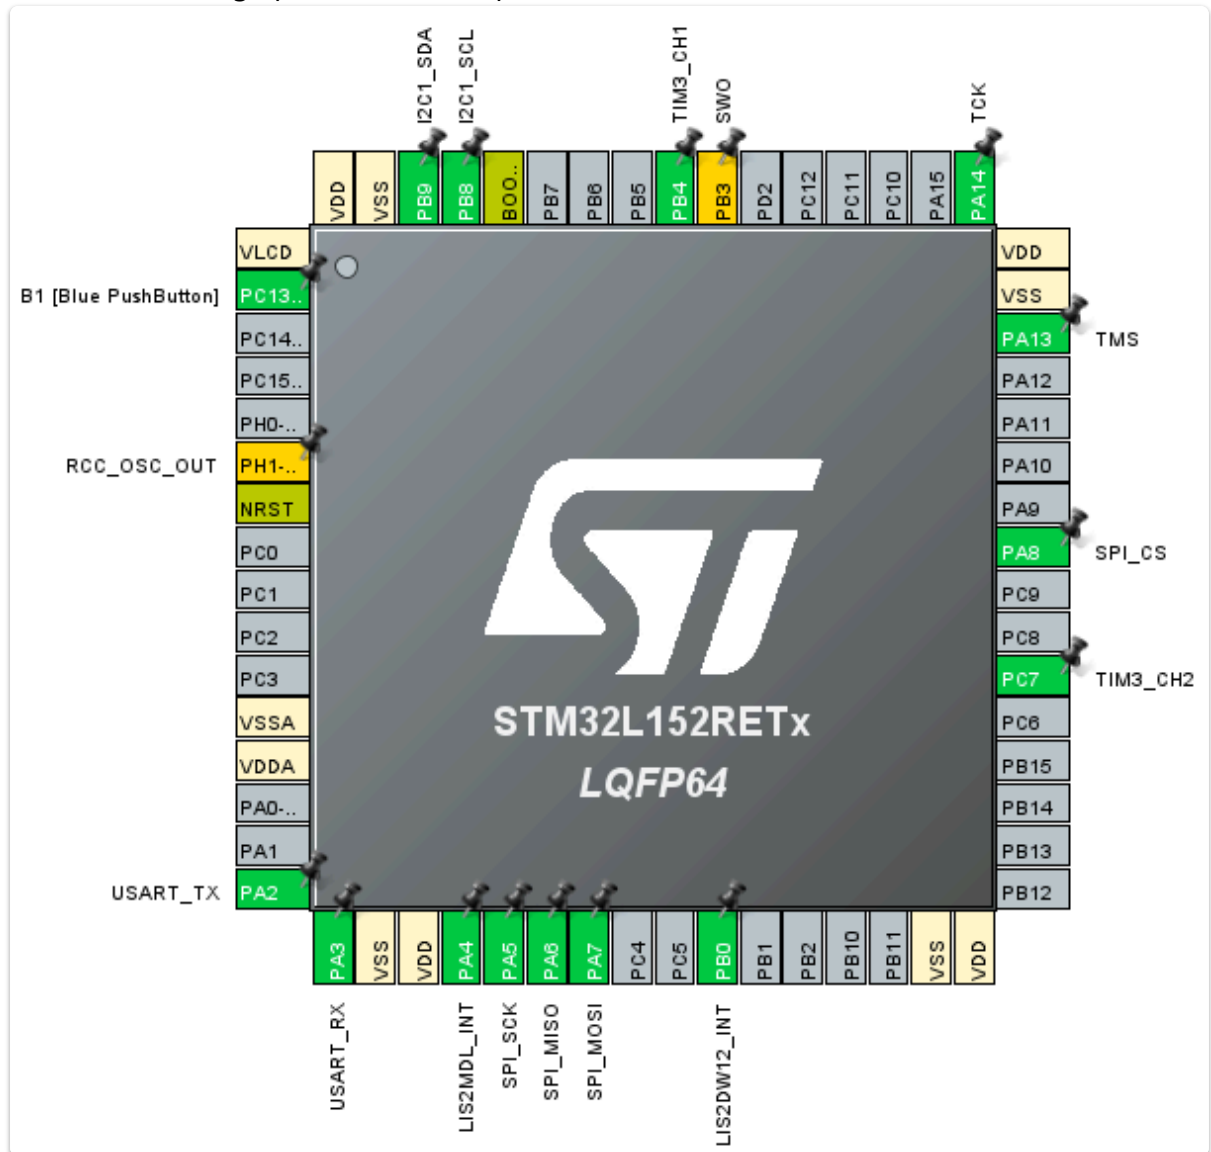 I2C1_SDA
I2C1_SCL
TIM3_CH1
SWO
TCK
VDD
VSS
PB9
PB8
BOO..
PB7
PB6
PB5
PB4
PB3
PD2
PC12
PC11
PC10
PA15
PA14
VLCD
B1 [Blue PushButton] PC13..
PC14..
PC15..
PH0-..
RCC_OSC_OUT PH1-..
NRST
PC0
PC1
PC2
PC3
VSSA
VDDA
PA0-..
PA1
USART_TX PA2
VDD
VSS
PA13 TMS
PA12
PA11
PA10
PA9
PA8 SPI_CS
PC9
PC8
PC7 TIM3_CH2
PC6
PB15
PB14
PB13
PB12
STM32L152RETx
LQFP64
PA3
VSS
VDD
PA4
PA5
PA6
PA7
PC4
PC5
PB0
PB1
PB2
PB10
PB11
VSS
VDD
USART_RX
LIS2MDL_INT
SPI_SCK
SPI_MISO
SPI_MOSI
LIS2DW12_INT